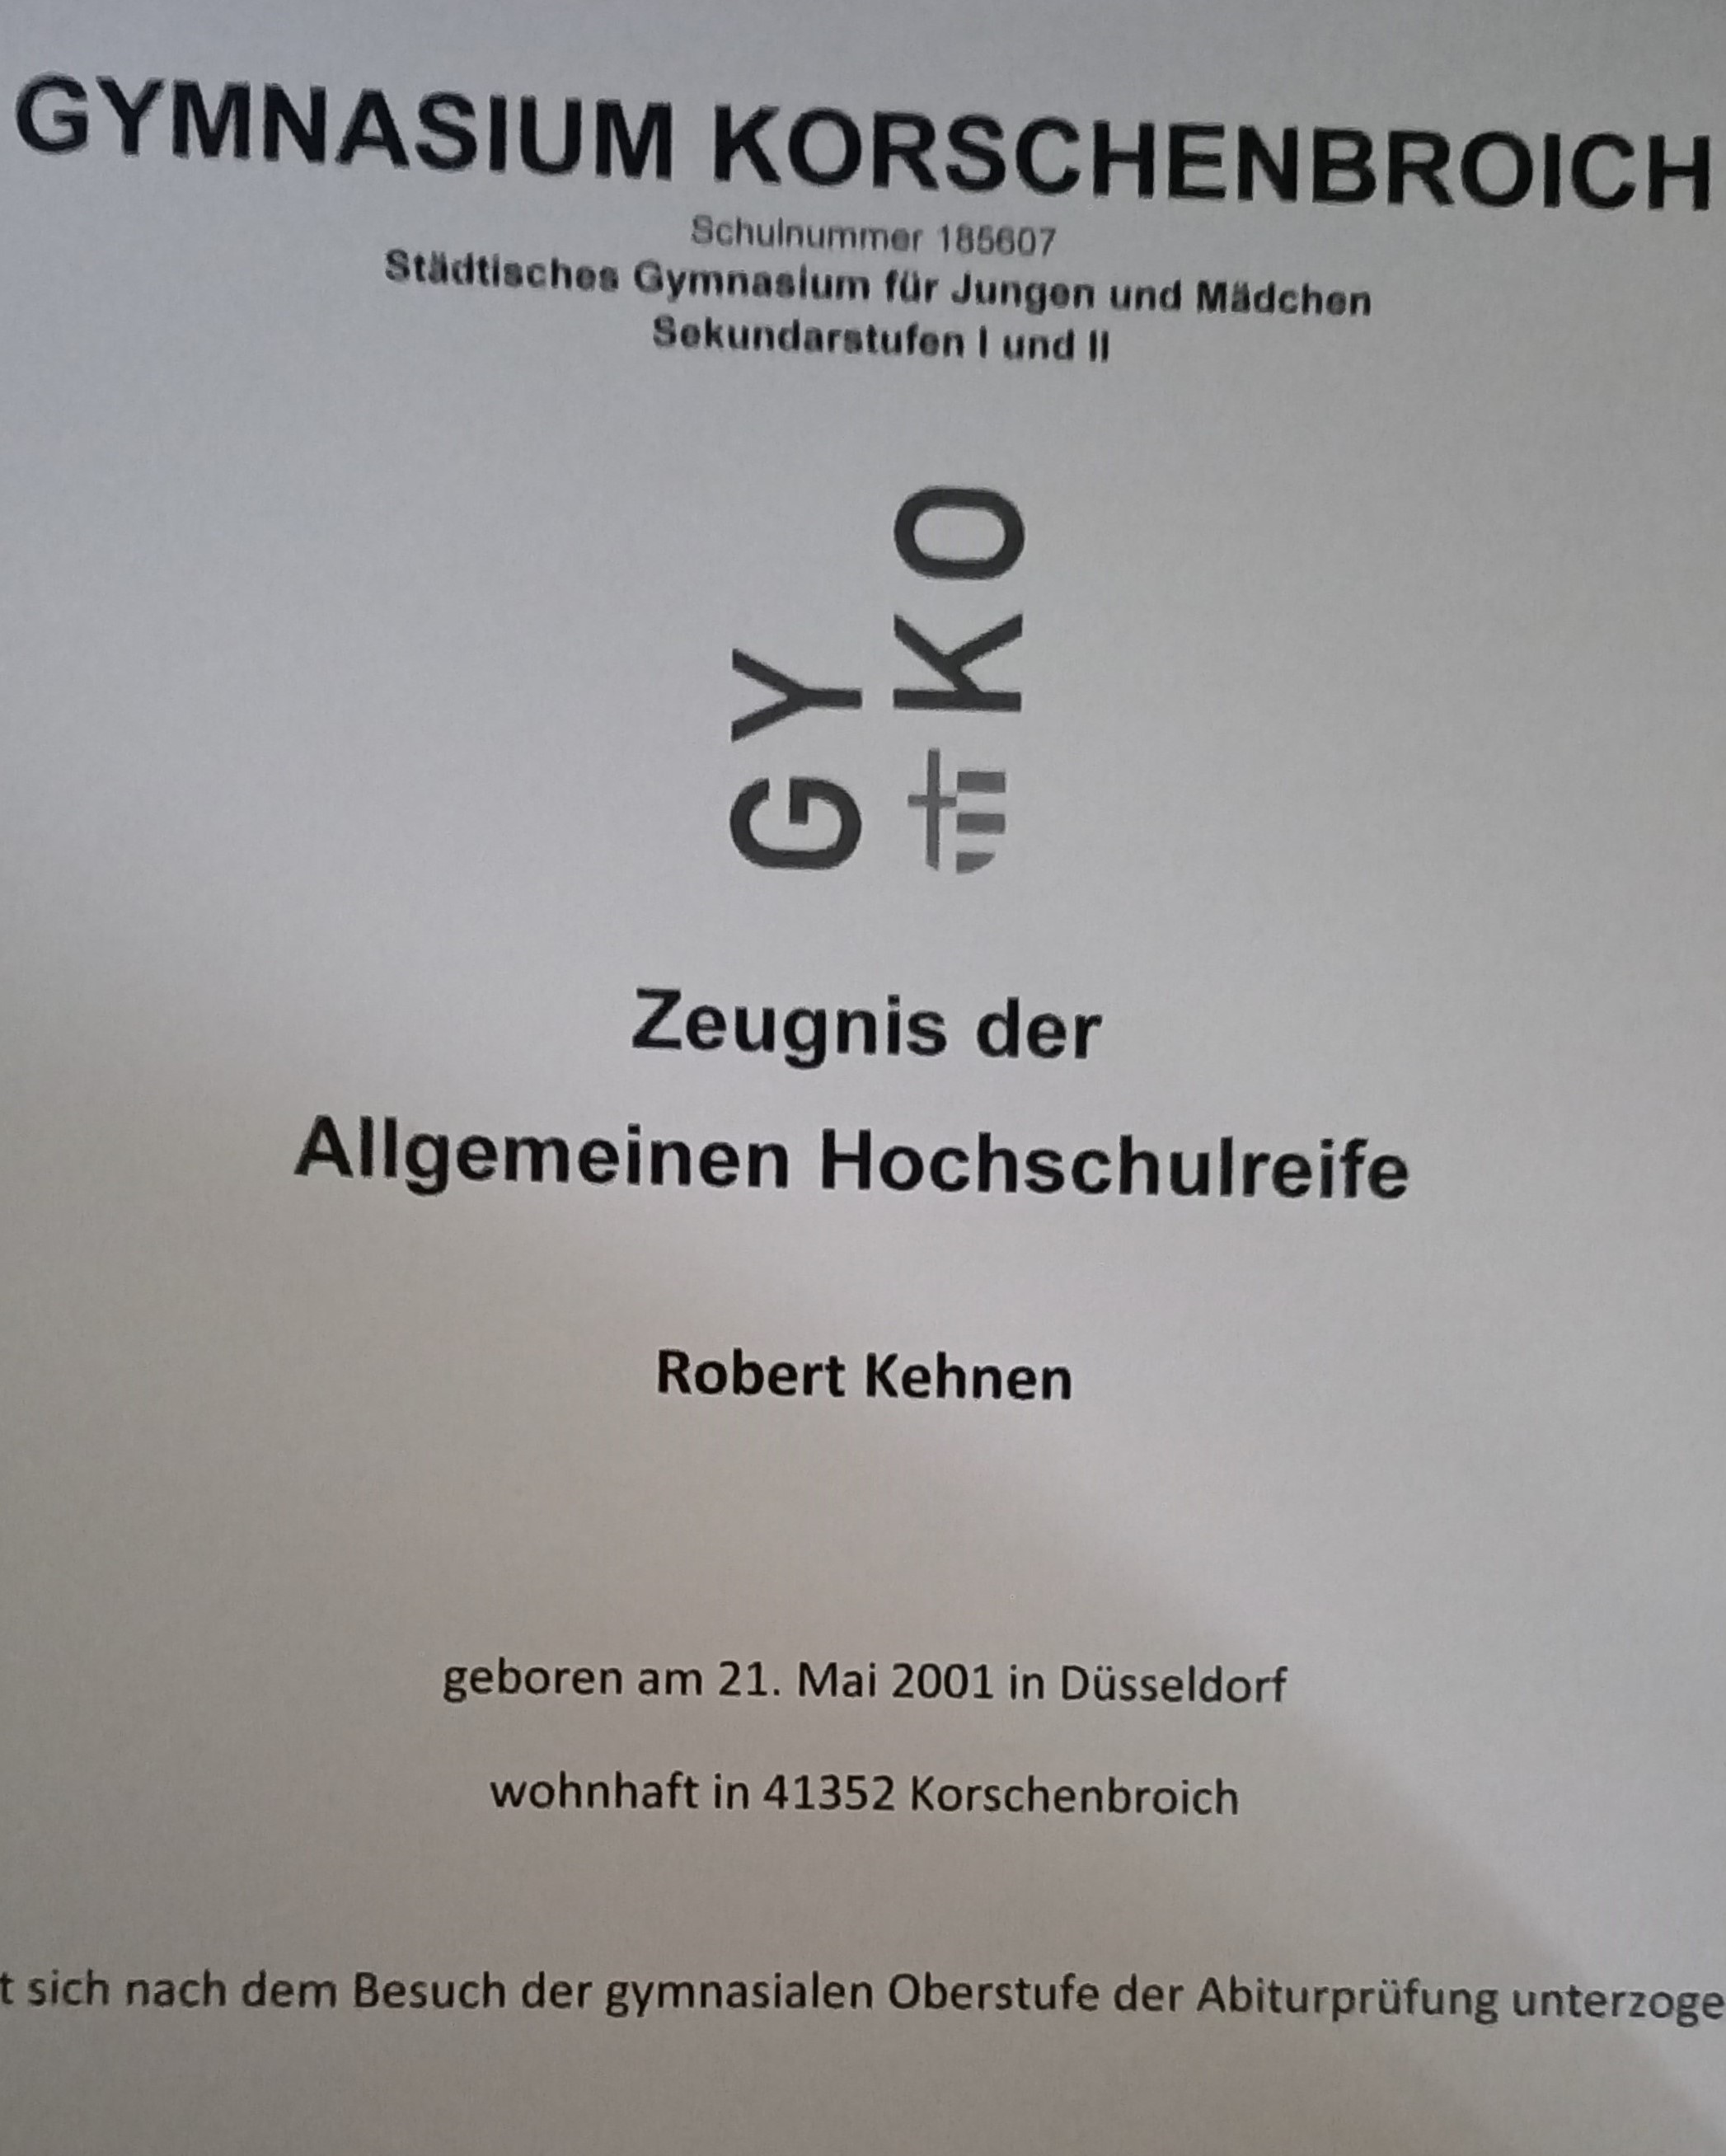 GYMNASIUM KORSCHENBROICH
Schulnummer 185607
Städtisches Gymnasium für Jungen und Mädchen
Sekundarstufen I und II
GY
KO
Zeugnis der
Allgemeinen Hochschulreife
Robert Kehnen
geboren am 21. Mai 2001 in Düsseldorf
wohnhaft in 41352 Korschenbroich
t sich nach dem Besuch der gymnasialen Oberstufe der Abiturprüfung unterzoge